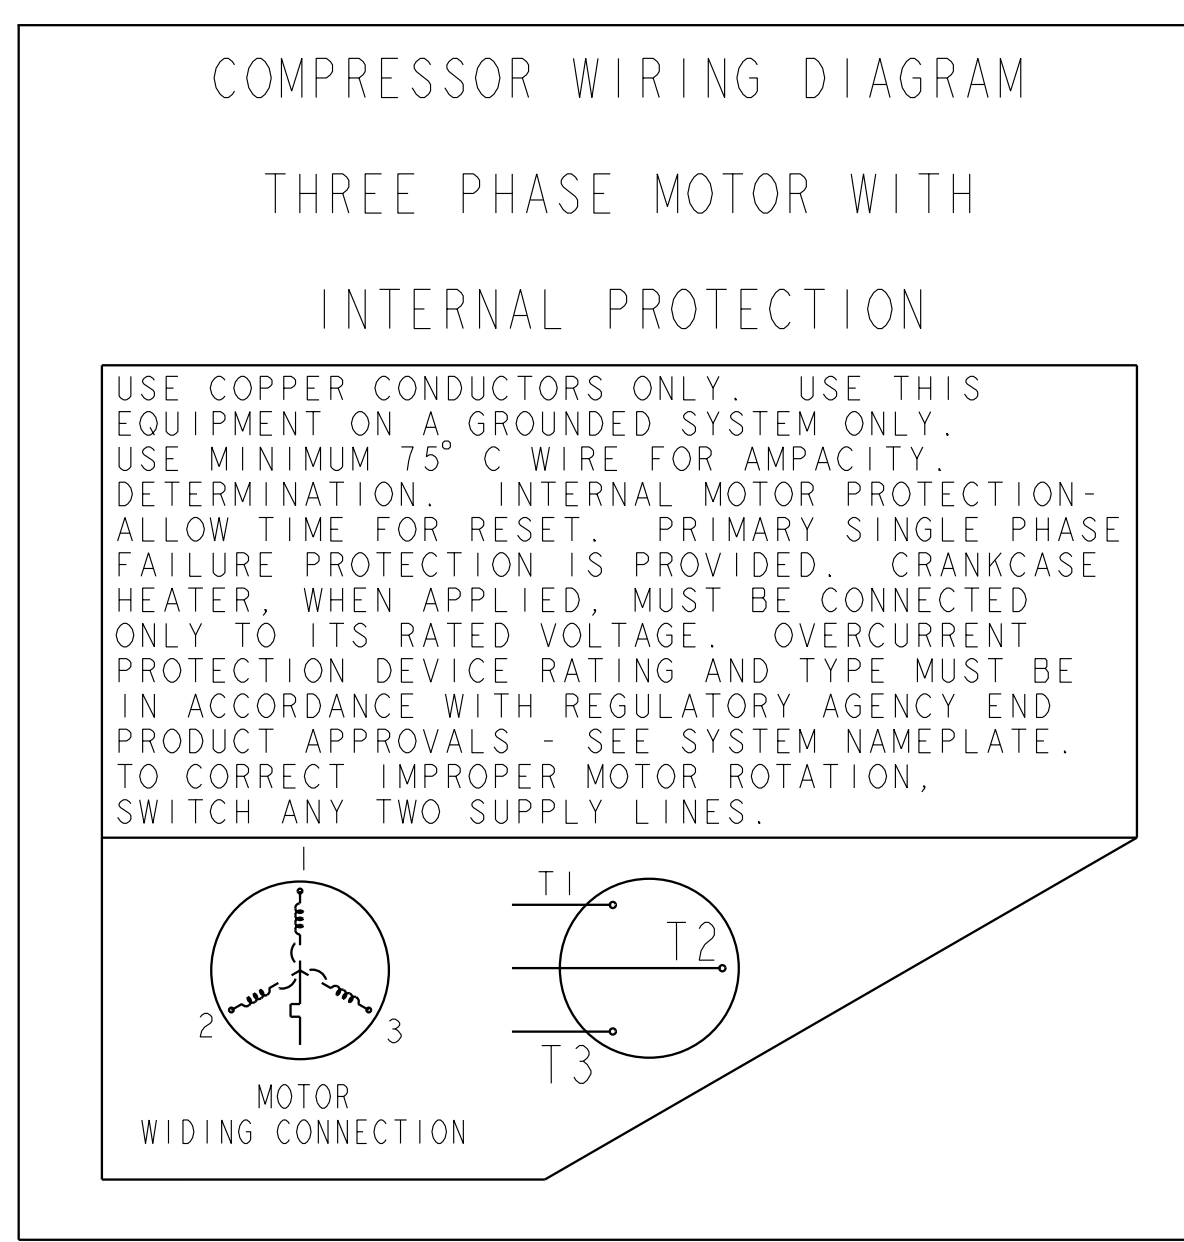 COMPRESSOR WIRING DIAGRAM
THREE PHASE MOTOR WITH
INTERNAL PROTECTION
USE COPPER CONDUCTORS ONLY. USE THIS
EQUIPMENT ON A GROUNDED SYSTEM ONLY.
USE MINIMUM 75° C WIRE FOR AMPACITY.
DETERMINATION. INTERNAL MOTOR PROTECTION-
ALLOW TIME FOR RESET. PRIMARY SINGLE PHASE
FAILURE PROTECTION IS PROVIDED. CRANKCASE
HEATER, WHEN APPLIED, MUST BE CONNECTED
ONLY TO ITS RATED VOLTAGE. OVERCURRENT
PROTECTION DEVICE RATING AND TYPE MUST BE
IN ACCORDANCE WITH REGULATORY AGENCY END
PRODUCT APPROVALS - SEE SYSTEM NAMEPLATE.
TO CORRECT IMPROPER MOTOR ROTATION,
SWITCH ANY TWO SUPPLY LINES.
1
2
3
MOTOR
WIDING CONNECTION
T1
T2
T3